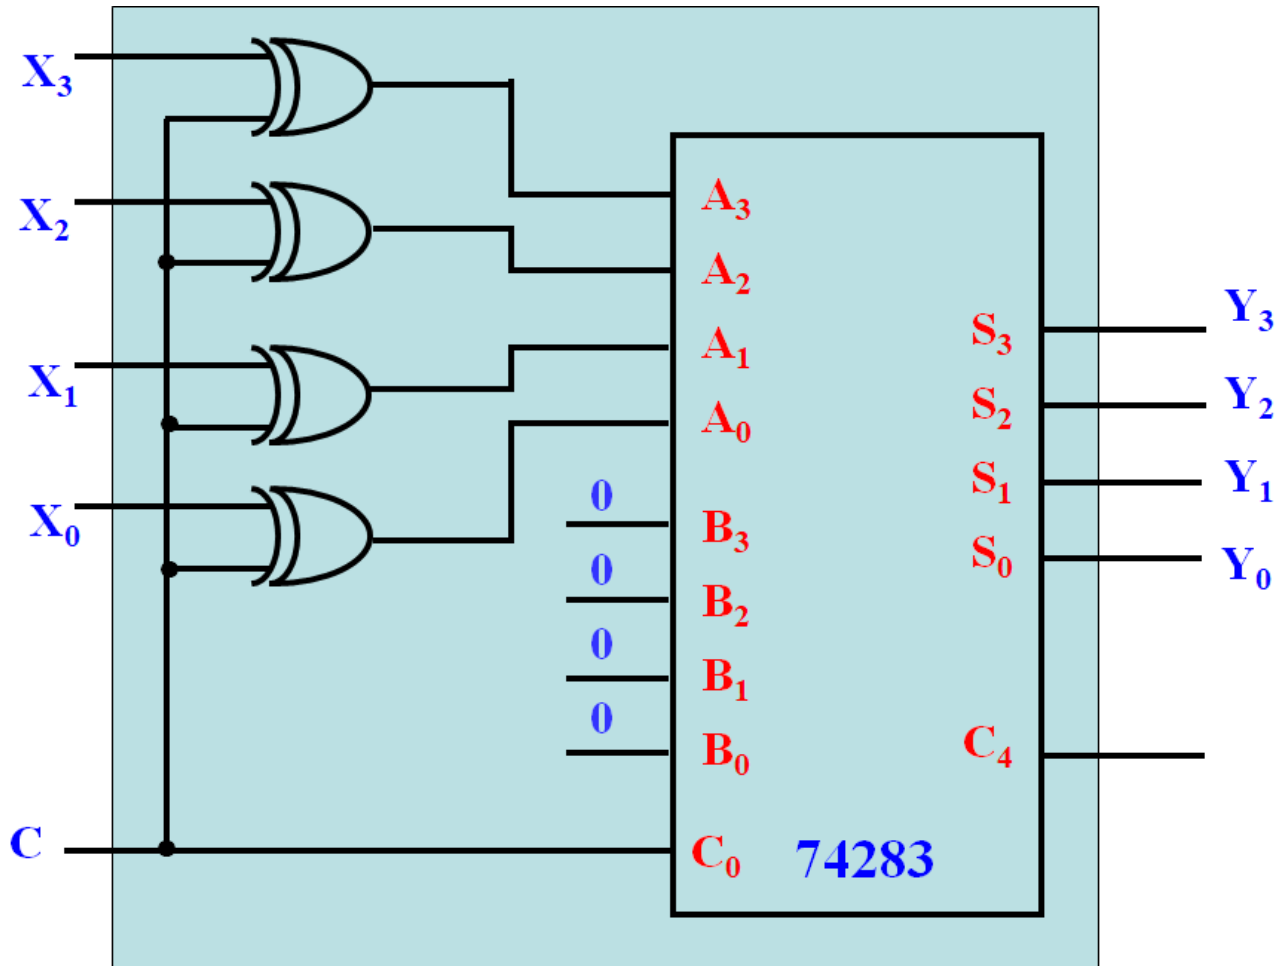 X₃
X₂
X₁
X₀
C
A₃
A₂
A₁
A₀
0
B₃
0
B₂
0
B₁
0
B₀
C₀
74283
S₃
S₂
S₁
S₀
C₄
Y₃
Y₂
Y₁
Y₀